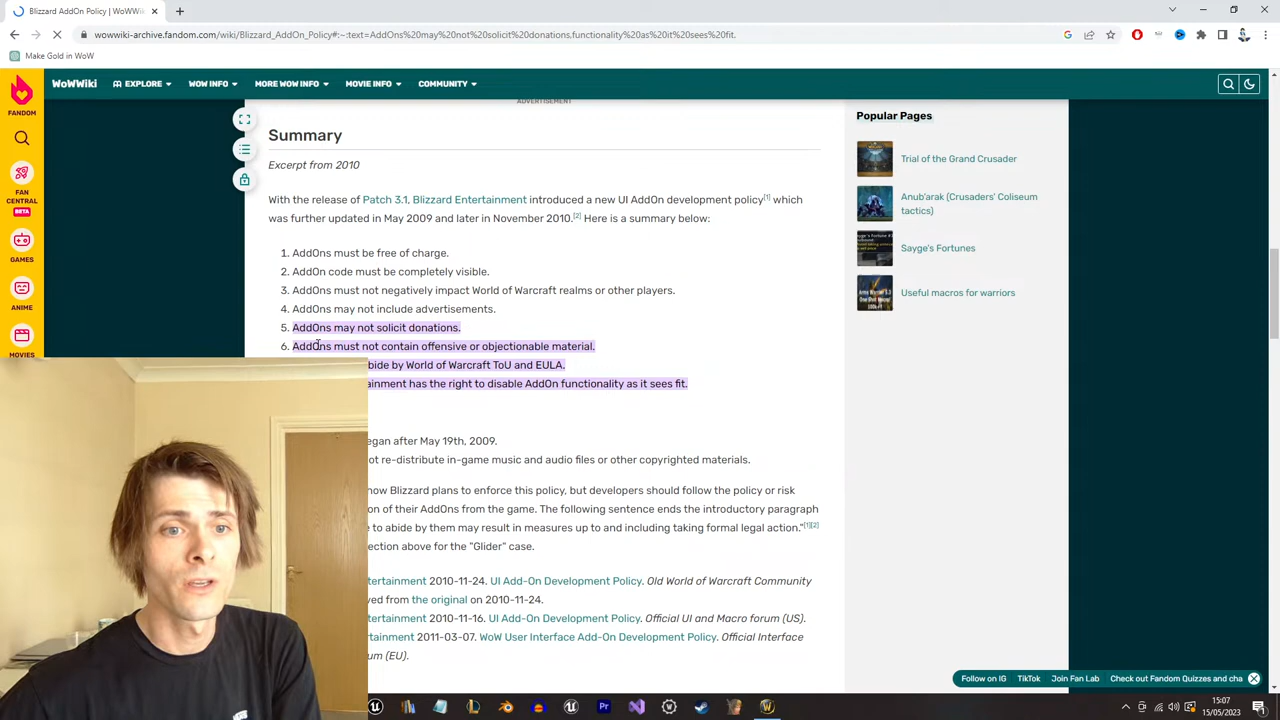 Blizzard AddOn Policy | WoWWiki
wowwiki-archive.fandom.com/wiki/Blizzard_AddOn_Policy#:~:text=AddOns%20may%20not%20solicit%20donations,functionality%20as%20it%20sees%20fit.
Make Gold in WoW
FANDOM
FAN CENTRAL
BETA
GAMES
ANIME
MOVIES
WoWWiki
EXPLORE
WOW INFO
MORE WOW INFO
MOVIE INFO
COMMUNITY
ADVERTISEMENT
Summary
Excerpt from 2010
With the release of Patch 3.1, Blizzard Entertainment introduced a new UI AddOn development policy[1] which
was further updated in May 2009 and later in November 2010.[2] Here is a summary below:
1. AddOns must be free of charge.
2. AddOn code must be completely visible.
3. AddOns must not negatively impact World of Warcraft realms or other players.
4. AddOns may not include advertisements.
5. AddOns may not solicit donations.
6. AddOns must not contain offensive or objectionable material.
bide by World of Warcraft ToU and EULA.
ainment has the right to disable AddOn functionality as it sees fit.
egan after May 19th, 2009.
ot re-distribute in-game music and audio files or other copyrighted materials.
now Blizzard plans to enforce this policy, but developers should follow the policy or risk
on of their AddOns from the game. The following sentence ends the introductory paragraph
e to abide by them may result in measures up to and including taking formal legal action."[1][2]
ection above for the "Glider" case.
tertainment 2010-11-24. UI Add-On Development Policy. Old World of Warcraft Community
ved from the original on 2010-11-24.
tertainment 2010-11-16. UI Add-On Development Policy. Official UI and Macro forum (US).
rtainment 2011-03-07. WoW User Interface Add-On Development Policy. Official Interface
um (EU).
Popular Pages
Trial of the Grand Crusader
Anub'arak (Crusaders' Coliseum
tactics)
Sayge's Fortunes
Useful macros for warriors
Follow on IG
TikTok
Join Fan Lab
Check out Fandom Quizzes and cha
15:07
15/05/2023